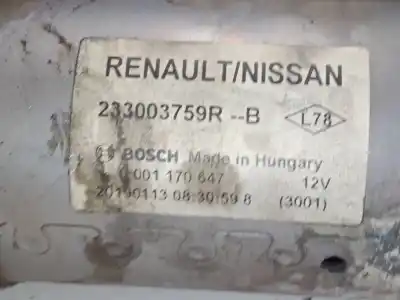 RENAULT/NISSAN
233003759R --B
L78
BOSCH Made in Hungary
0 001 170 647 12V
20190113 08:30:59 8 (3001)